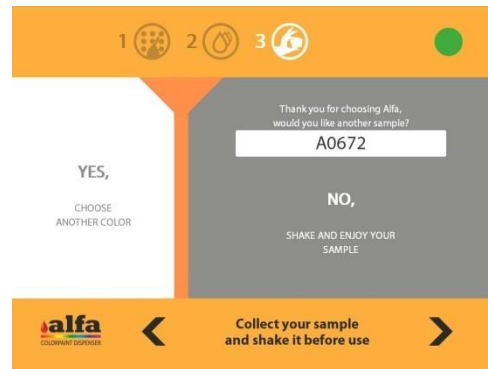 1 2 3
Thank you for choosing Alfa,
would you like another sample?
A0672
YES,
CHOOSE
ANOTHER COLOR
NO,
SHAKE AND ENJOY YOUR
SAMPLE
alfa
COLORPAINT DISPENSER
Collect your sample
and shake it before use